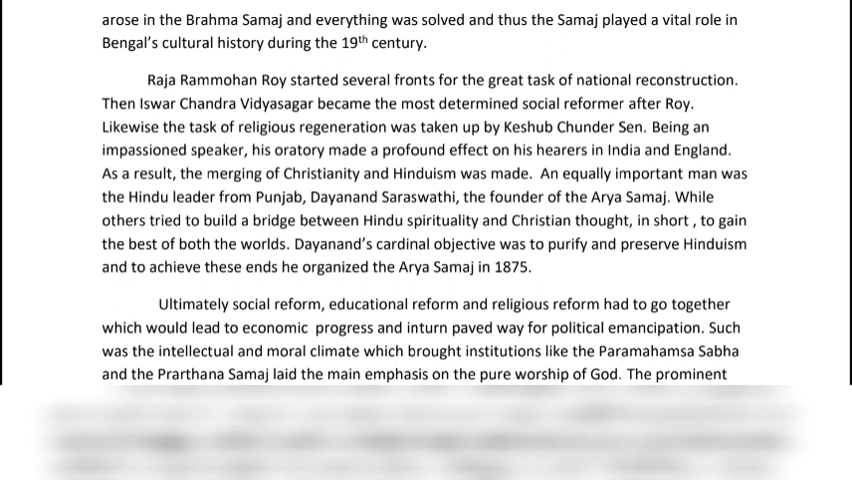 arose in the Brahma Samaj and everything was solved and thus the Samaj played a vital role in
Bengal's cultural history during the 19th century.
Raja Rammohan Roy started several fronts for the great task of national reconstruction.
Then Iswar Chandra Vidyasagar became the most determined social reformer after Roy.
Likewise the task of religious regeneration was taken up by Keshub Chunder Sen. Being an
impassioned speaker, his oratory made a profound effect on his hearers in India and England.
As a result, the merging of Christianity and Hinduism was made.  An equally important man was
the Hindu leader from Punjab, Dayanand Saraswathi, the founder of the Arya Samaj. While
others tried to build a bridge between Hindu spirituality and Christian thought, in short , to gain
the best of both the worlds. Dayanand's cardinal objective was to purify and preserve Hinduism
and to achieve these ends he organized the Arya Samaj in 1875.
Ultimately social reform, educational reform and religious reform had to go together
which would lead to economic  progress and inturn paved way for political emancipation. Such
was the intellectual and moral climate which brought institutions like the Paramahamsa Sabha
and the Prarthana Samaj laid the main emphasis on the pure worship of God. The prominent